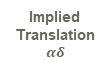 Implied
Translation
αδ